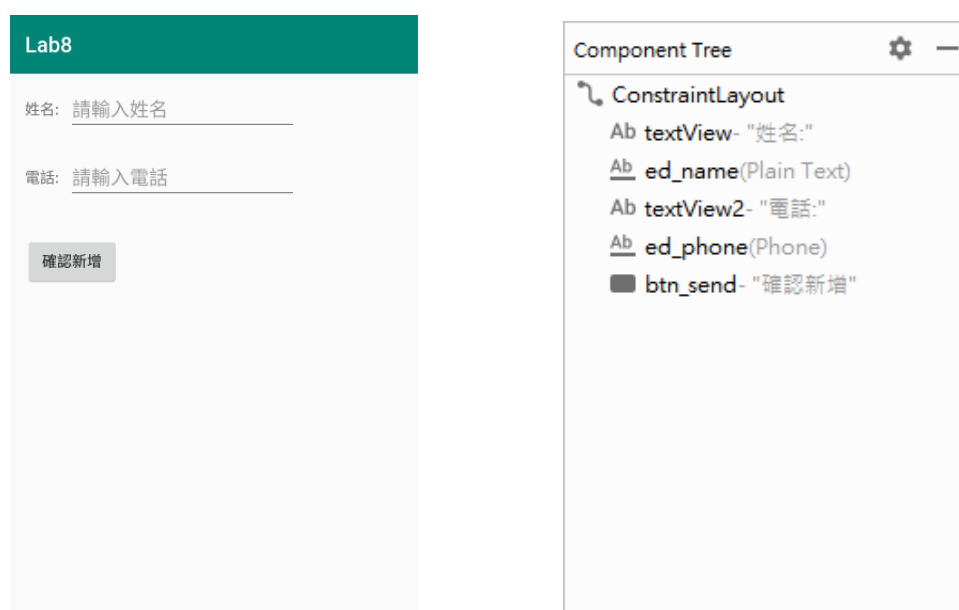 Lab8
姓名: 請輸入姓名
電話: 請輸入電話
確認新增
Component Tree
ConstraintLayout
Ab textView- "姓名:"
Ab ed_name(Plain Text)
Ab textView2- "電話:"
Ab ed_phone(Phone)
btn_send- "確認新增"